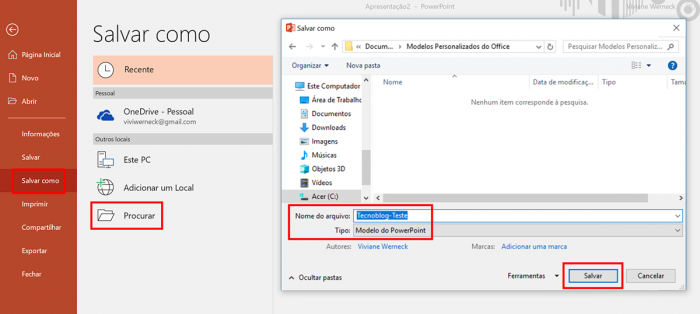 Apresentação2 - PowerPoint
Viviane Werneck
Salvar como
Página Inicial
Novo
Abrir
Informações
Salvar
Salvar como
Imprimir
Compartilhar
Exportar
Fechar
Recente
Pessoal
OneDrive - Pessoal
viviwerneck@gmail.com
Outros locais
Este PC
Adicionar um Local
Procurar
Salvar como
« Docum... › Modelos Personalizados do Office
Pesquisar Modelos Personaliz...
Organizar Nova pasta
Nome Data de modificaç... Tipo Tama
Nenhum item corresponde à pesquisa.
Este Computador
Área de Trabalho
Documentos
Downloads
Imagens
Músicas
Objetos 3D
Vídeos
Acer (C:)
Nome do arquivo: Tecnoblog-Teste
Tipo: Modelo do PowerPoint
Autores: Viviane Werneck Marcas: Adicionar uma marca
Ocultar pastas Ferramentas Salvar Cancelar